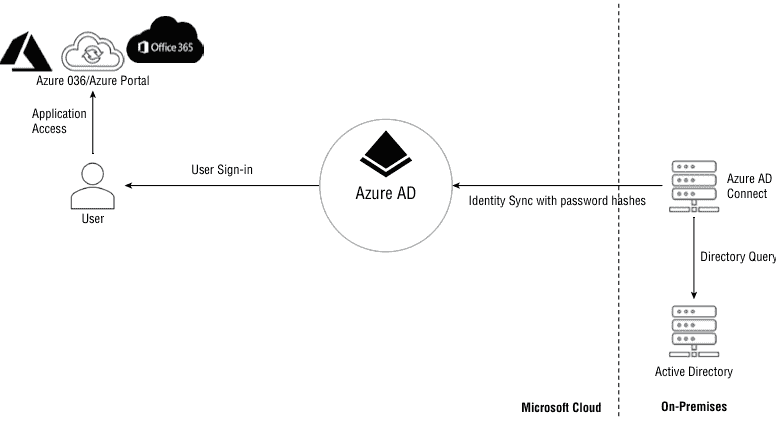 Office 365
Azure 036/Azure Portal
Application
Access
User Sign-in
User
Azure AD
Identity Sync with password hashes
Azure AD
Connect
Directory Query
Active Directory
Microsoft Cloud
On-Premises